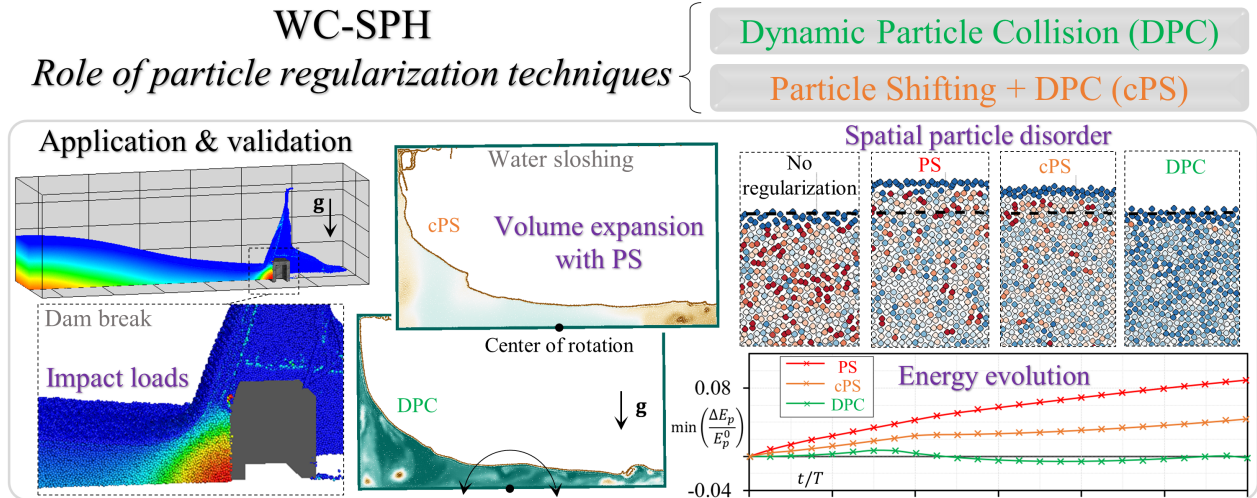 WC-SPH
Role of particle regularization techniques
Dynamic Particle Collision (DPC)
Particle Shifting + DPC (cPS)
Application & validation
g
Dam break
Impact loads
Water sloshing
cPS
Volume expansion
with PS
Center of rotation
DPC
g
Spatial particle disorder
No
regularization
PS
cPS
DPC
Energy evolution
PS
cPS
DPC
0.08
min(ΔE_p/E_p^0)
-0.04
t/T